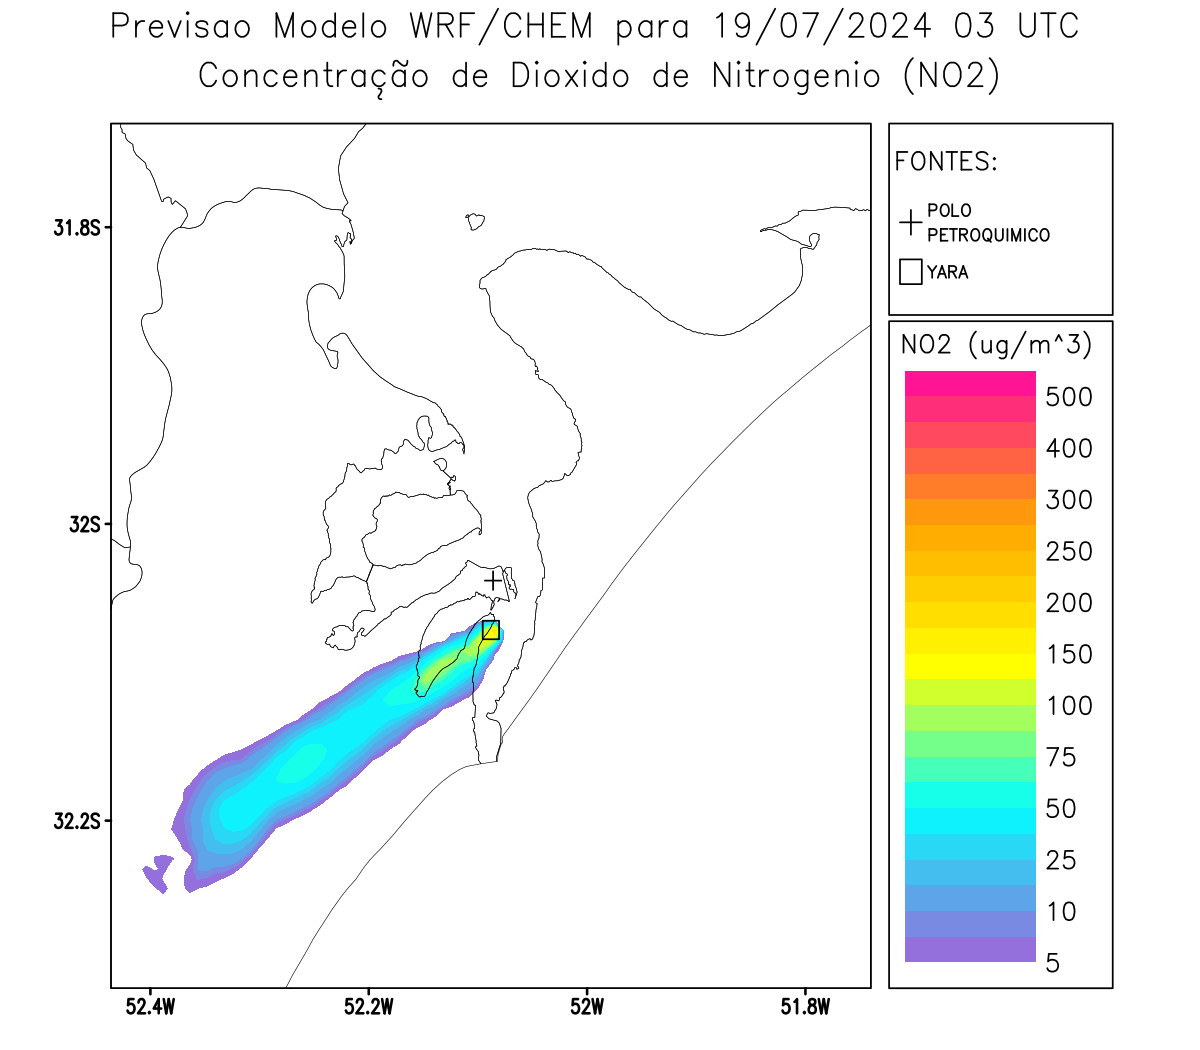 Previsao Modelo WRF/CHEM para 19/07/2024 03 UTC
Concentração de Dioxido de Nitrogenio (NO2)
FONTES:
POLO
PETROQUIMICO
YARA
NO2 (ug/m^3)
500
400
300
250
200
150
100
75
50
25
10
5
31.8S
32S
32.2S
52.4W
52.2W
52W
51.8W